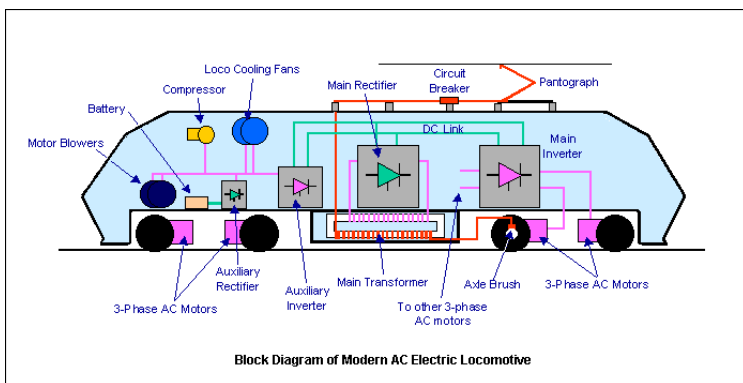 Loco Cooling Fans
Compressor
Battery
Motor Blowers
Main Rectifier
Circuit
Breaker
Pantograph
DC Link
Main
Inverter
3-Phase AC Motors
Auxiliary
Rectifier
Auxiliary
Inverter
Main Transformer
To other 3-phase
AC motors
Axle Brush
3-Phase AC Motors
Block Diagram of Modern AC Electric Locomotive